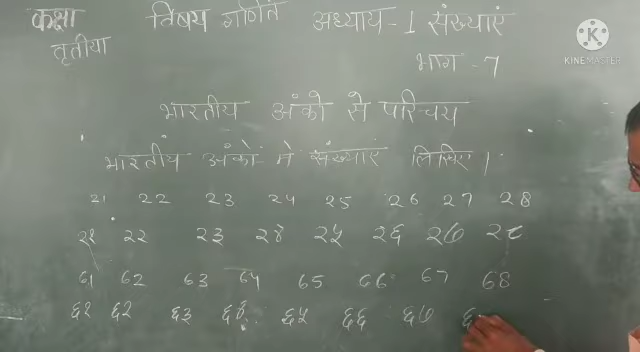 कक्षा विषय गणित अध्याय-1 संख्याएं
तृतीया
भाग-7
भारतीय अंको से परिचय
भारतीय अंकों मे संख्याएं लिखिए।
21 22 23 24 25 26 27 28
२१ २२ २३ २४ २५ २६ २७ २८
61 62 63 64 65 66 67 68
६१ ६२ ६३ ६४ ६५ ६६ ६७ ६
KINEMASTER